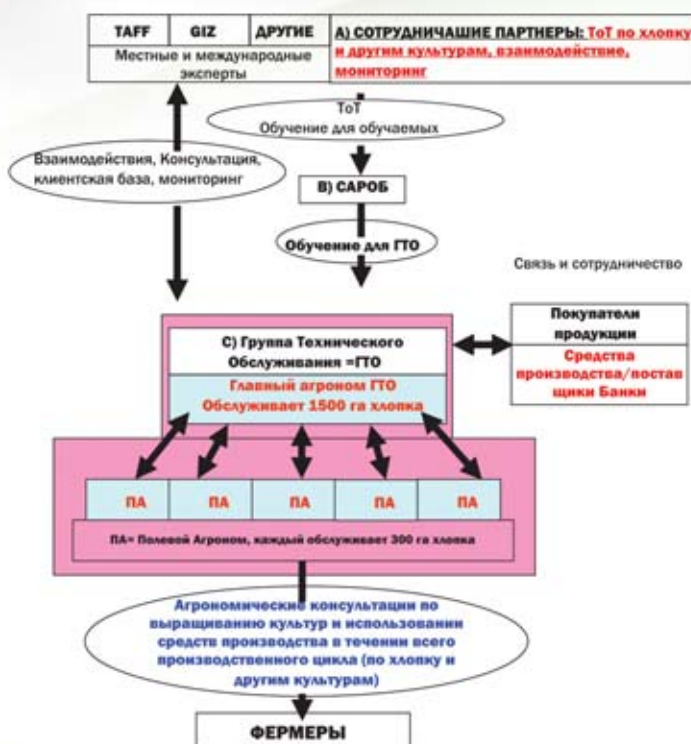 TAFF GIZ ДРУГИЕ
Местные и международные
эксперты
А) СОТРУДНИЧАШИЕ ПАРТНЕРЫ: ТоТ по хлопку
и другим культурам, взаимодействие,
мониторинг
ТоТ
Обучение для обучаемых
Взаимодействия, Консультация,
клиентская база, мониторинг
В) САРОБ
Обучение для ГТО
Связь и сотрудничество
Покупатели
продукции
Средства
производства/постав
щики Банки
С) Группа Технического
Обслуживания =ГТО
Главный агроном ГТО
Обслуживает 1500 га хлопка
ПА ПА ПА ПА ПА
ПА= Полевой Агроном, каждый обслуживает 300 га хлопка
Агрономические консультации по
выращиванию культур и использовании
средств производства в течении всего
производственного цикла (по хлопку и
другим культурам)
ФЕРМЕРЫ